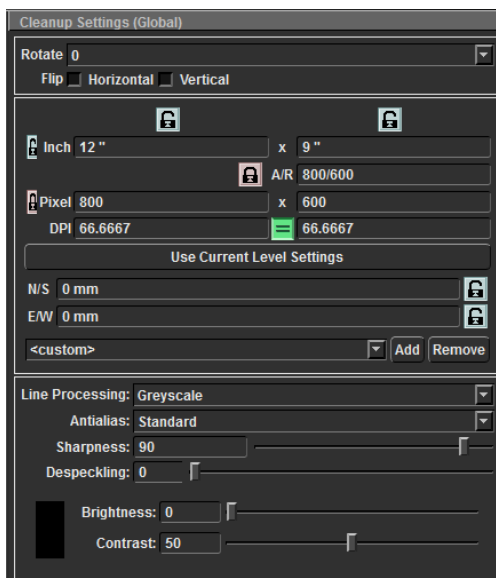 Cleanup Settings (Global)
Rotate 0
Flip Horizontal Vertical
Inch 12 " x 9 "
A/R 800/600
Pixel 800 x 600
DPI 66.6667 = 66.6667
Use Current Level Settings
N/S 0 mm
E/W 0 mm
<custom> Add Remove
Line Processing: Greyscale
Antialias: Standard
Sharpness: 90
Despeckling: 0
Brightness: 0
Contrast: 50